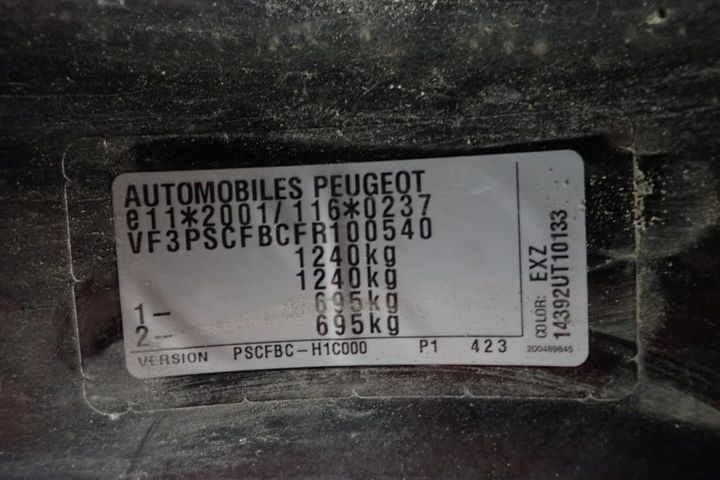 AUTOMOBILES PEUGEOT
e11*2001/116*0237
VF3PSCFBCFR100540
1240kg
1240kg
1- 695kg
2- 695kg
VERSION PSCFBC-H1C000 P1 423
COLOR: EXZ
14392UT10133
200489845